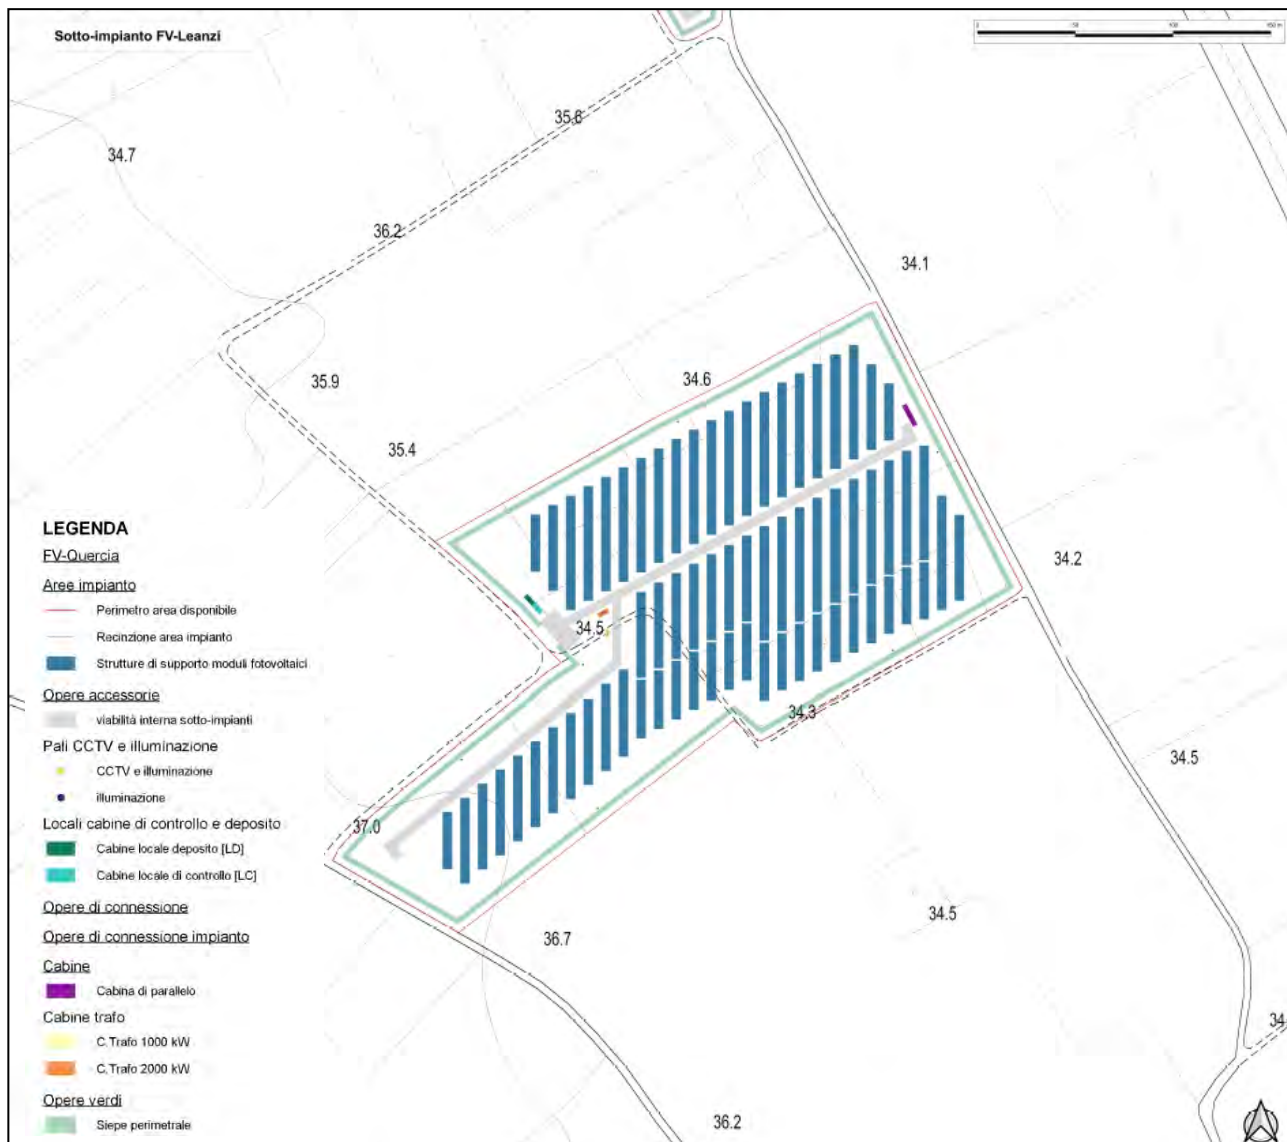 Sotto-impianto FV-Leanzi
0
100
35.6
34.7
36.2
34.1
35.9
34.6
35.4
LEGENDA
FV-Quercia
Aree impianto
Perimetro area disponibile
Recinzione area impianto
Strutture di supporto moduli fotovoltaici
Opere accessorie
viabilità interna sotto-impianti
Pali CCTV e illuminazione
CCTV e illuminazione
illuminazione
Locali cabine di controllo e deposito
Cabine locale deposito [LD]
Cabine locale di controllo [LC]
Opere di connessione
Opere di connessione impianto
Cabine
Cabina di parallelo
Cabine trafo
C.Trafo 1000 kW
C.Trafo 2000 kW
Opere verdi
Siepe perimetrale
34.2
34.5
34.3
34.5
37.0
34.5
36.7
34
36.2